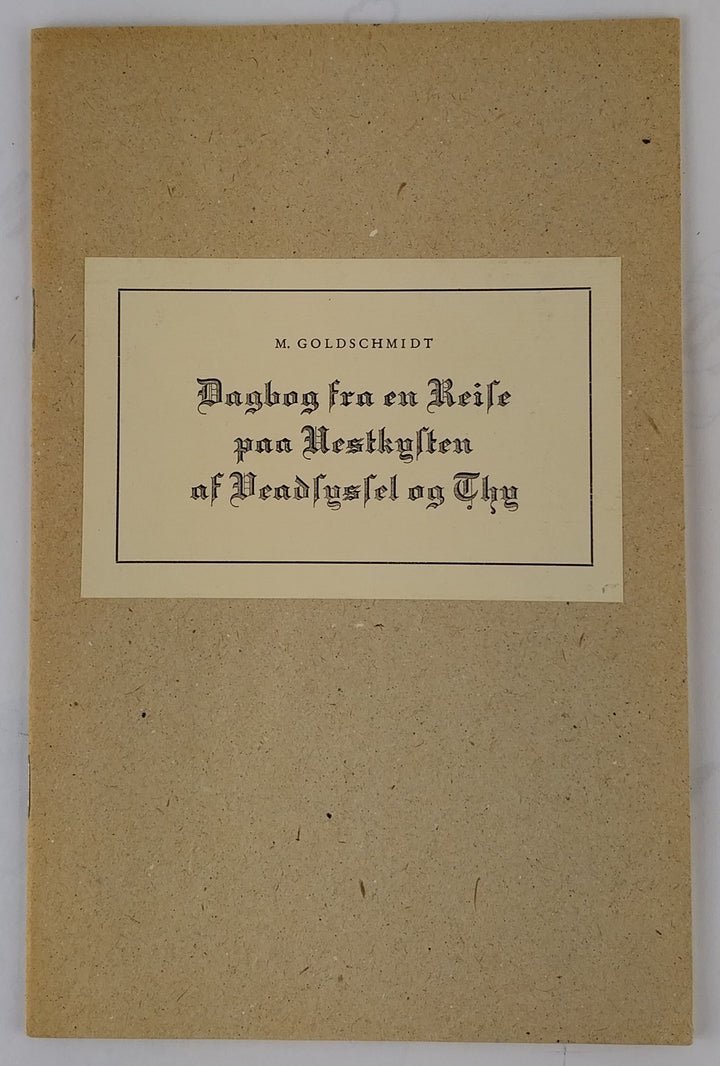 M. GOLDSCHMIDT
Dagbog fra en Reiſe
paa Vestkyſten
af Vendſysſel og Thy